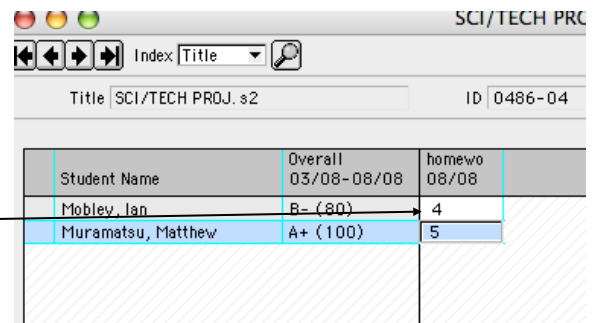 SCI/TECH PRO
Index Title
Title SCI/TECH PROJ. s2 ID 0486-04
Student Name Overall 03/08-08/08 homewo 08/08
Mobley, Ian B- (80) 4
Muramatsu, Matthew A+ (100) 5